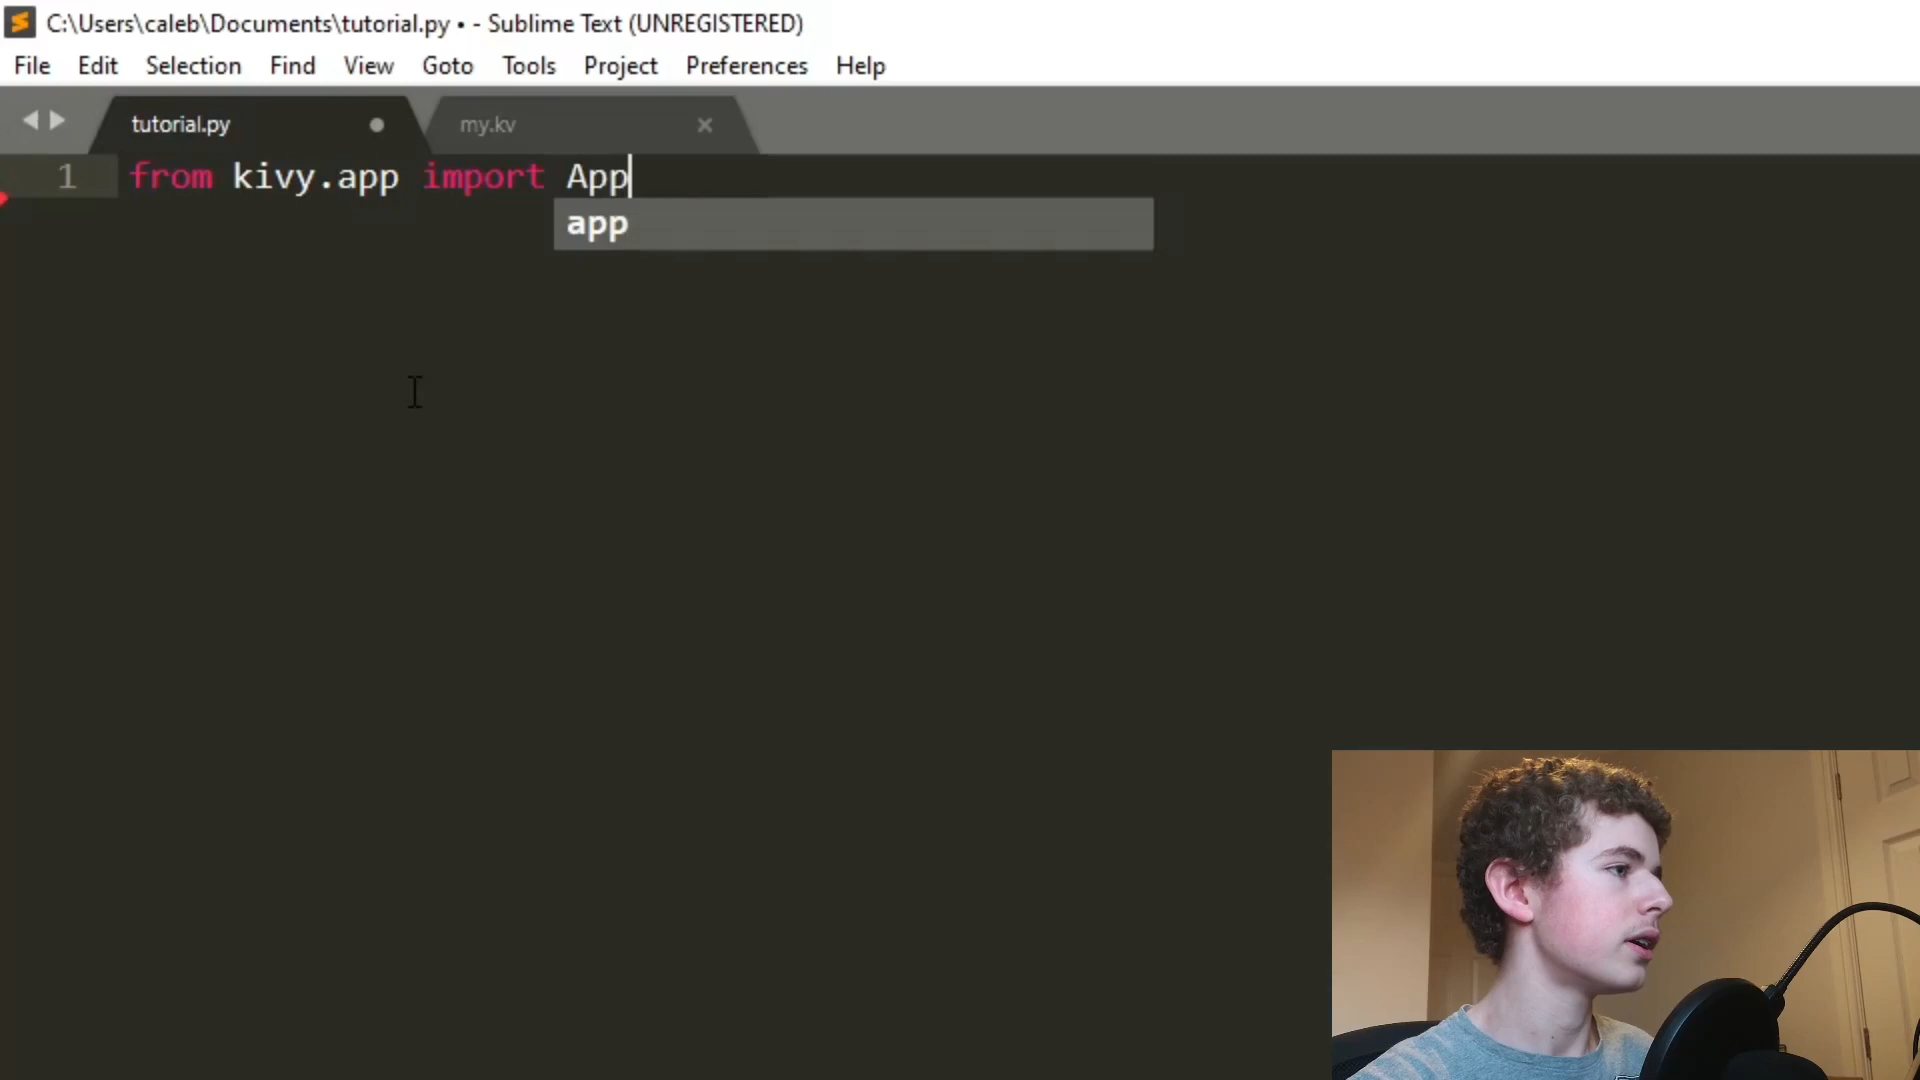 C:\Users\caleb\Documents\tutorial.py • - Sublime Text (UNREGISTERED)
File Edit Selection Find View Goto Tools Project Preferences Help
tutorial.py my.kv
1 from kivy.app import App
app